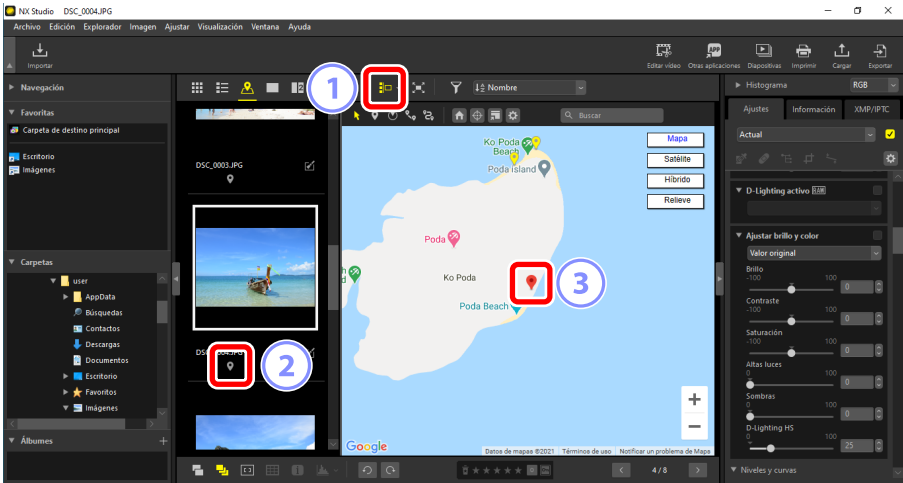 NX Studio DSC_0004.JPG
Archivo Edición Explorador Imagen Ajustar Visualización Ventana Ayuda
Importar
Editar vídeo Otras aplicaciones Diapositivas Imprimir Cargar Exportar
Navegación
Favoritas
Carpeta de destino principal
Escritorio
Imágenes
Carpetas
user
AppData
Búsquedas
Contactos
Descargas
Documentos
Escritorio
Favoritos
Imágenes
Álbumes
1
Nombre
DSC_0003.JPG
DSC_0004.JPG
2
Buscar
Mapa
Satélite
Híbrido
Relieve
Ko Poda
Beach
Poda Island
Poda
Ko Poda
3
Poda Beach
+
−
Google
Datos de mapas ©2021 Términos de uso Notificar un problema de Maps
4/8
Histograma RGB
Ajustes Información XMP/IPTC
Actual
D-Lighting activo RAW
Ajustar brillo y color
Valor original
Brillo
-100 100
0
Contraste
-100 100
0
Saturación
-100 100
0
Altas luces
0 100
0
Sombras
0 100
0
D-Lighting HS
0 100
25
Niveles y curvas